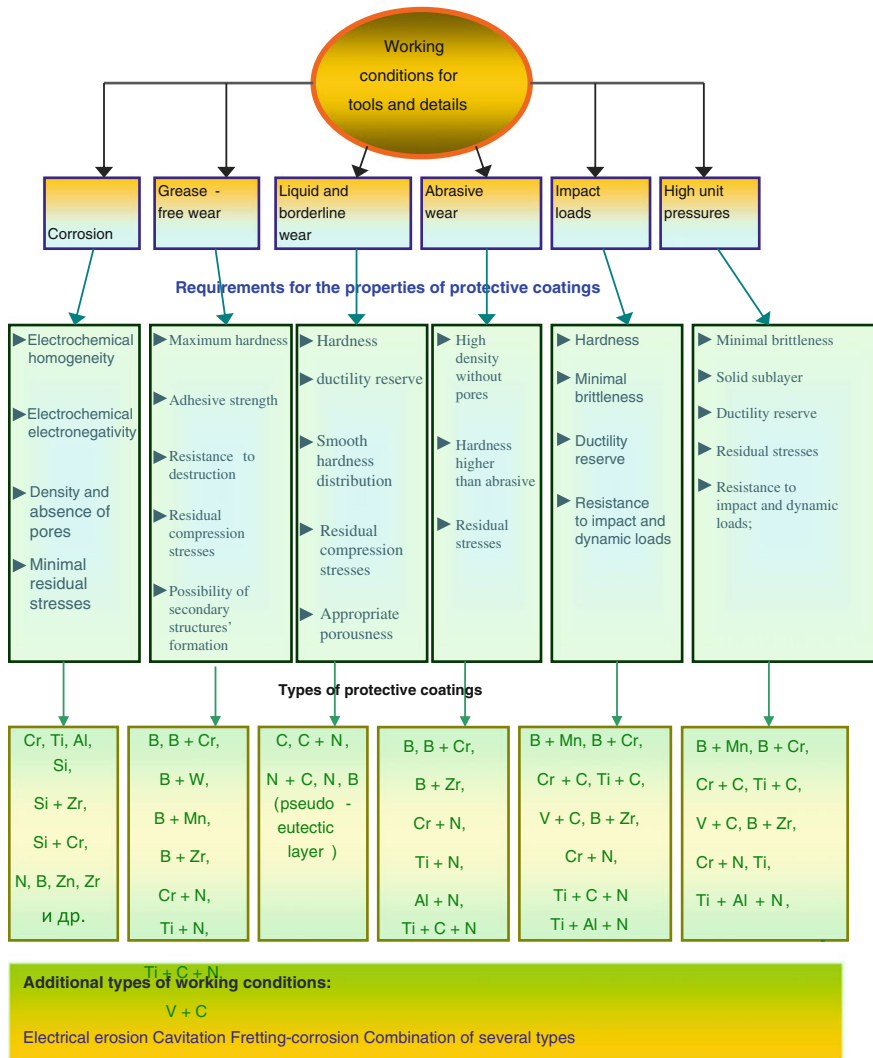 Working
conditions for
tools and details
Corrosion
Grease -
free wear
Liquid and
borderline
wear
Abrasive
wear
Impact
loads
High unit
pressures
Requirements for the properties of protective coatings
Electrochemical
homogeneity
Electrochemical
electronegativity
Density and
absence of
pores
Minimal
residual
stresses
Maximum hardness
Adhesive strength
Resistance to
destruction
Residual
compression
stresses
Possibility of
secondary
structures'
formation
Hardness
ductility reserve
Smooth
hardness
distribution
Residual
compression
stresses
Appropriate
porousness
High
density
without
pores
Hardness
higher
than abrasive
Residual
stresses
Hardness
Minimal
brittleness
Ductility
reserve
Resistance
to impact and
dynamic loads
Minimal brittleness
Solid sublayer
Ductility reserve
Residual stresses
Resistance to
impact and dynamic
loads;
Types of protective coatings
Cr, Ti, Al,
Si,
Si + Zr,
Si + Cr,
N, B, Zn, Zr
и др.
B, B + Cr,
B + W,
B + Mn,
B + Zr,
Cr + N,
Ti + N,
Ti + C + N,
V + C
C, C + N,
N + C, N, B
(pseudo -
eutectic
layer )
B, B + Cr,
B + Zr,
Cr + N,
Ti + N,
Al + N,
Ti + C + N
B + Mn, B + Cr,
Cr + C, Ti + C,
V + C, B + Zr,
Cr + N,
Ti + C + N
Ti + Al + N
B + Mn, B + Cr,
Cr + C, Ti + C,
V + C, B + Zr,
Cr + N, Ti,
Ti + Al + N ,
Additional types of working conditions:
Electrical erosion Cavitation Fretting-corrosion Combination of several types